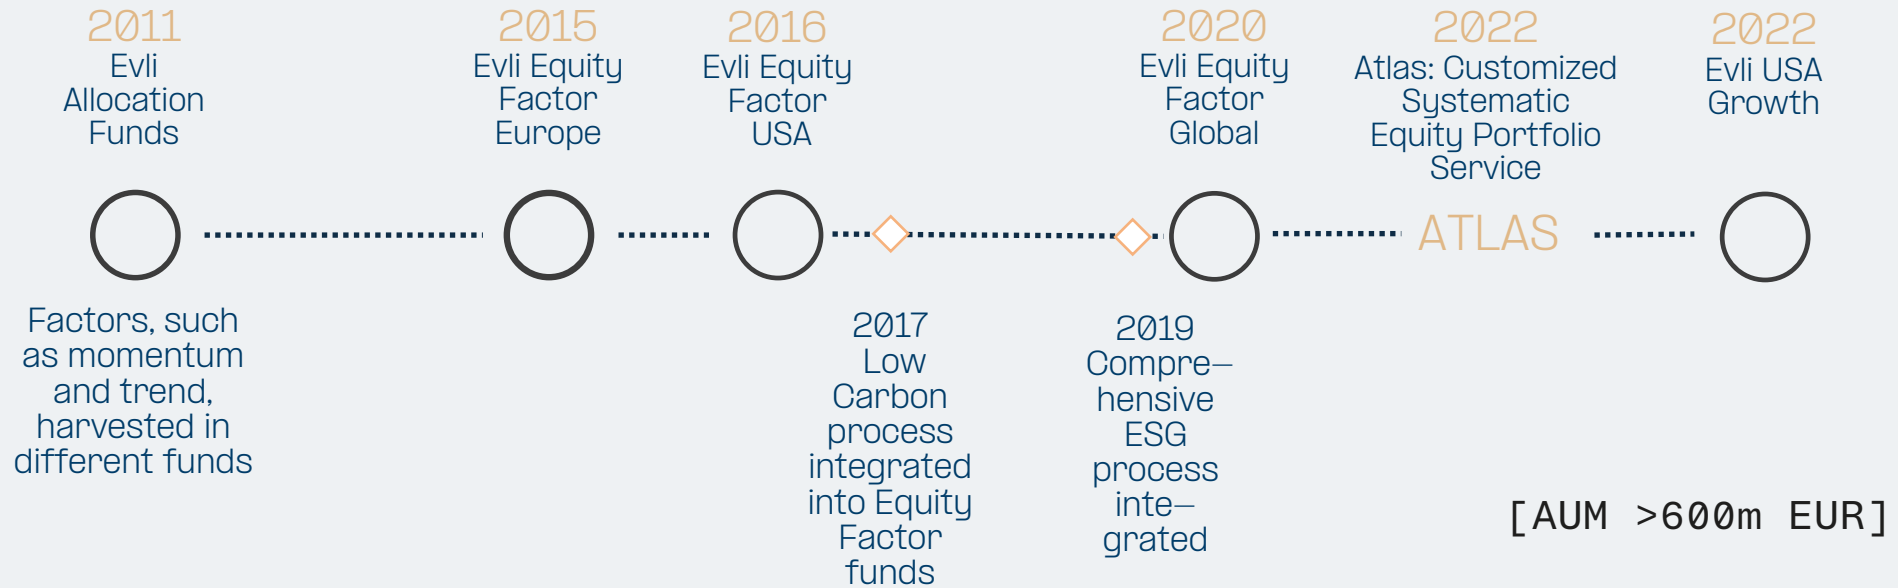 2011
Evli
Allocation
Funds
2015
Evli Equity
Factor
Europe
2016
Evli Equity
Factor
USA
2020
Evli Equity
Factor
Global
2022
Atlas: Customized
Systematic
Equity Portfolio
Service
2022
Evli USA
Growth
ATLAS
Factors, such
as momentum
and trend,
harvested in
different funds
2017
Low
Carbon
process
integrated
into Equity
Factor
funds
2019
Compre–
hensive
ESG
process
inte–
grated
[AUM >600m EUR]